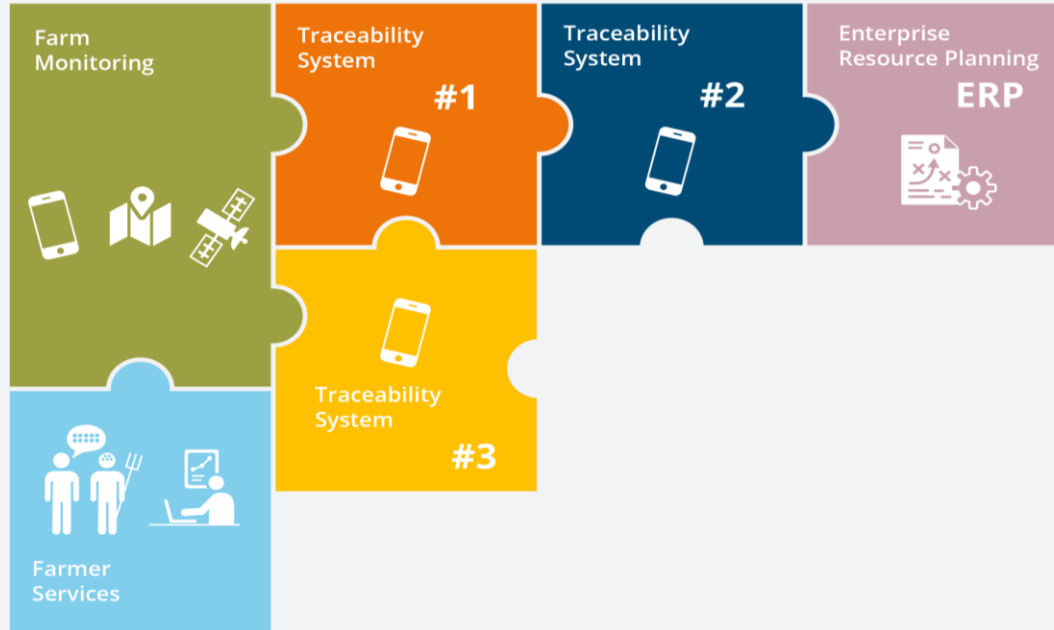 Farm
Monitoring
Traceability
System
#1
Traceability
System
#2
Enterprise
Resource Planning
ERP
Traceability
System
#3
Farmer
Services